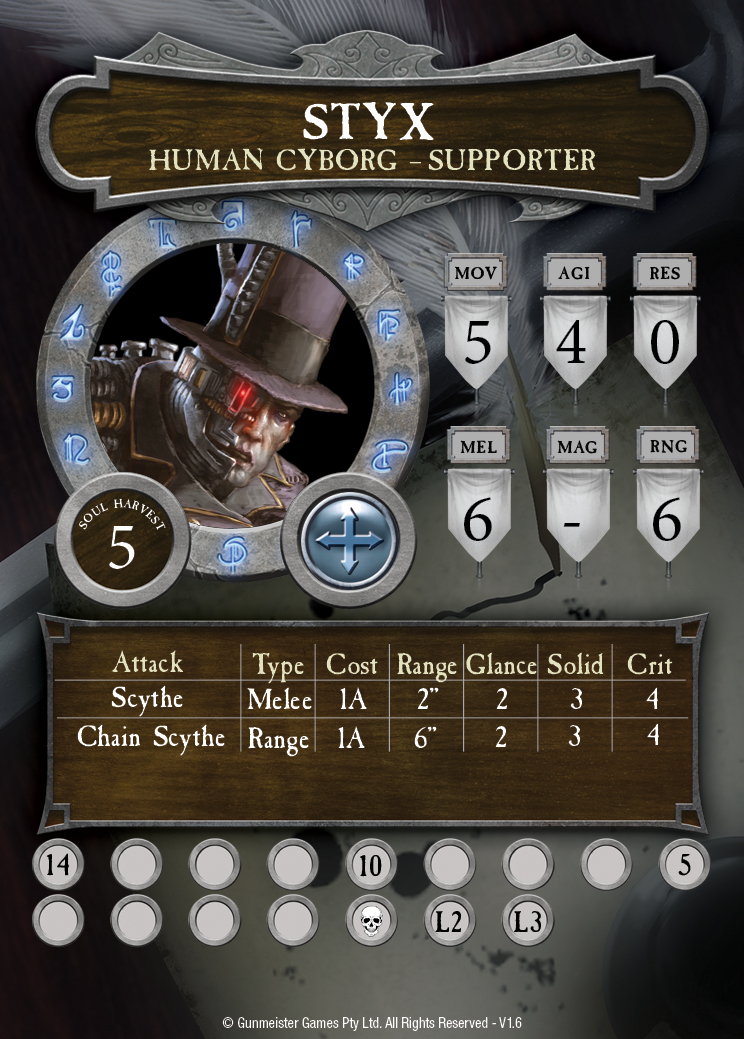 STYX
HUMAN CYBORG – SUPPORTER
MOV AGI RES
5 4 0
MEL MAG RNG
6 - 6
SOUL HARVEST
5
Attack Type Cost Range Glance Solid Crit
Scythe Melee 1A 2” 2 3 4
Chain Scythe Range 1A 6” 2 3 4
14 10 5
L2 L3
© Gunmeister Games Pty Ltd. All Rights Reserved - V1.6